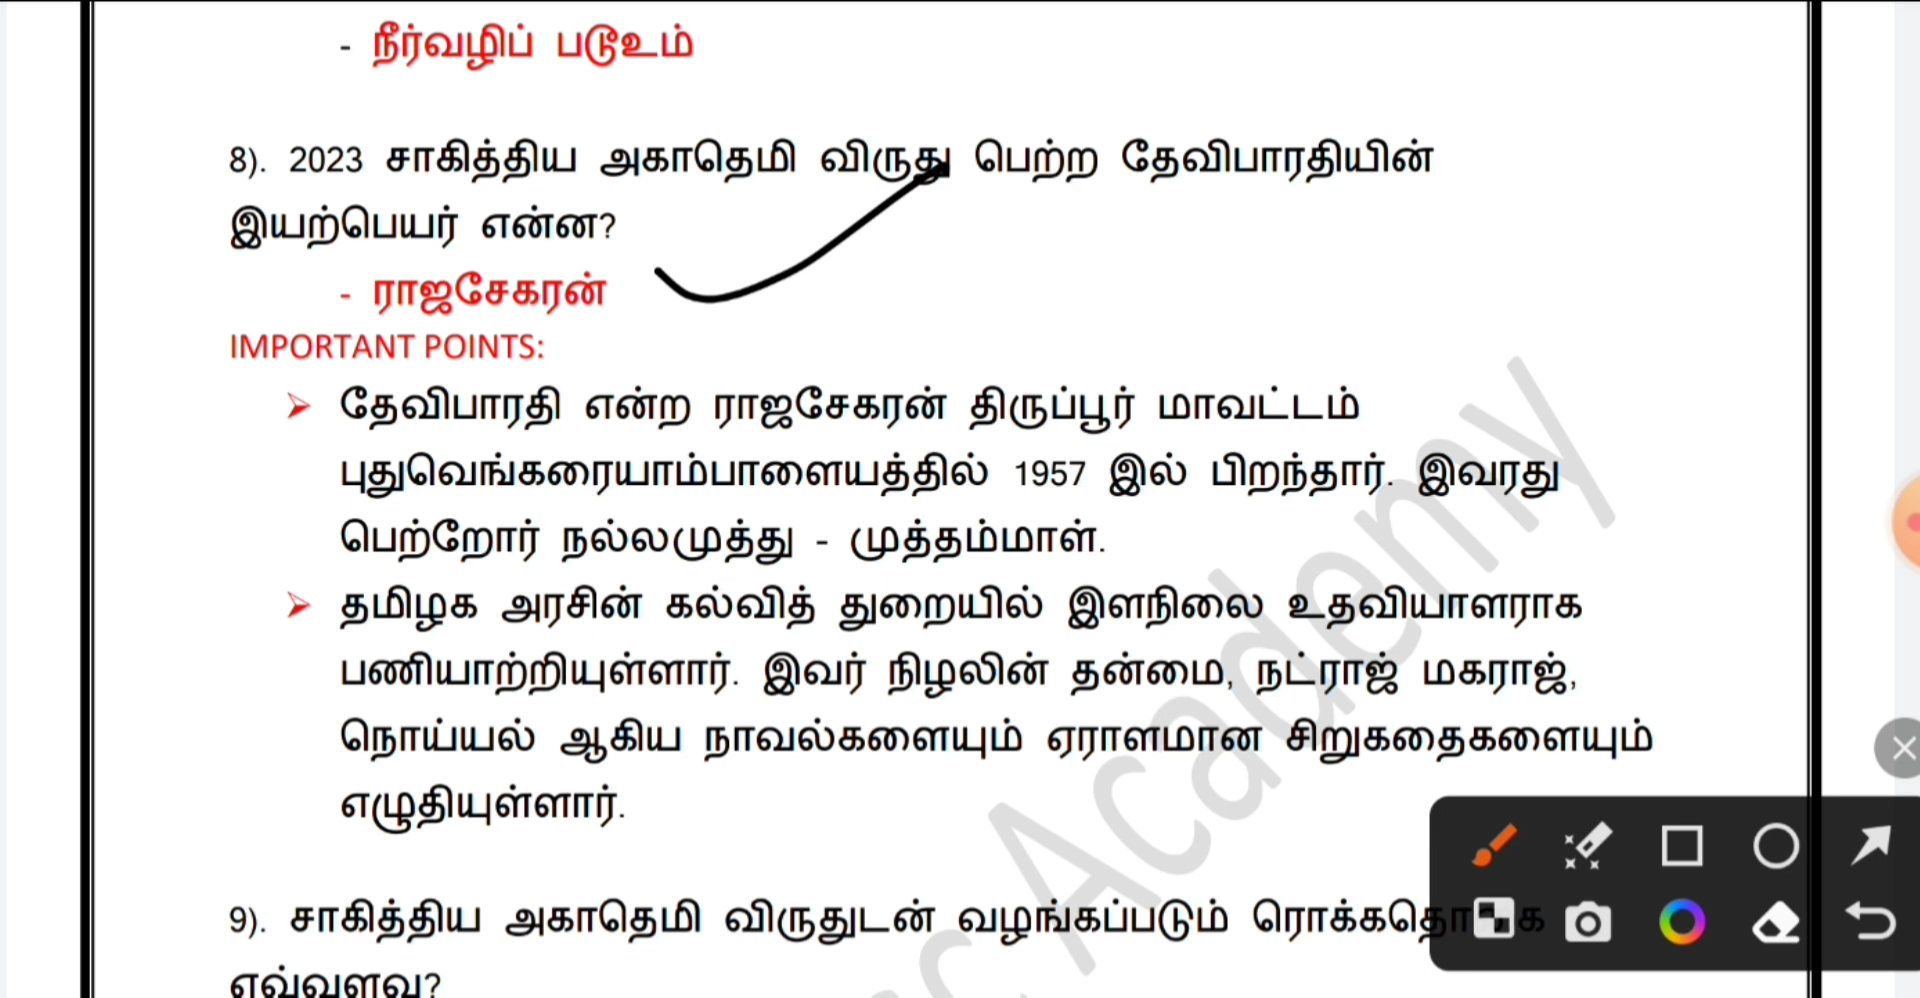 - நீர்வழிப் படூஉம்
8). 2023 சாகித்திய அகாதெமி விருது பெற்ற தேவிபாரதியின்
இயற்பெயர் என்ன?
- ராஜசேகரன்
IMPORTANT POINTS:
➢ தேவிபாரதி என்ற ராஜசேகரன் திருப்பூர் மாவட்டம்
புதுவெங்கரையாம்பாளையத்தில் 1957 இல் பிறந்தார். இவரது
பெற்றோர் நல்லமுத்து - முத்தம்மாள்.
➢ தமிழக அரசின் கல்வித் துறையில் இளநிலை உதவியாளராக
பணியாற்றியுள்ளார். இவர் நிழலின் தன்மை, நட்ராஜ் மகராஜ்,
நொய்யல் ஆகிய நாவல்களையும் ஏராளமான சிறுகதைகளையும்
எழுதியுள்ளார்.
9). சாகித்திய அகாதெமி விருதுடன் வழங்கப்படும்
எவ்வளவு?
Academy